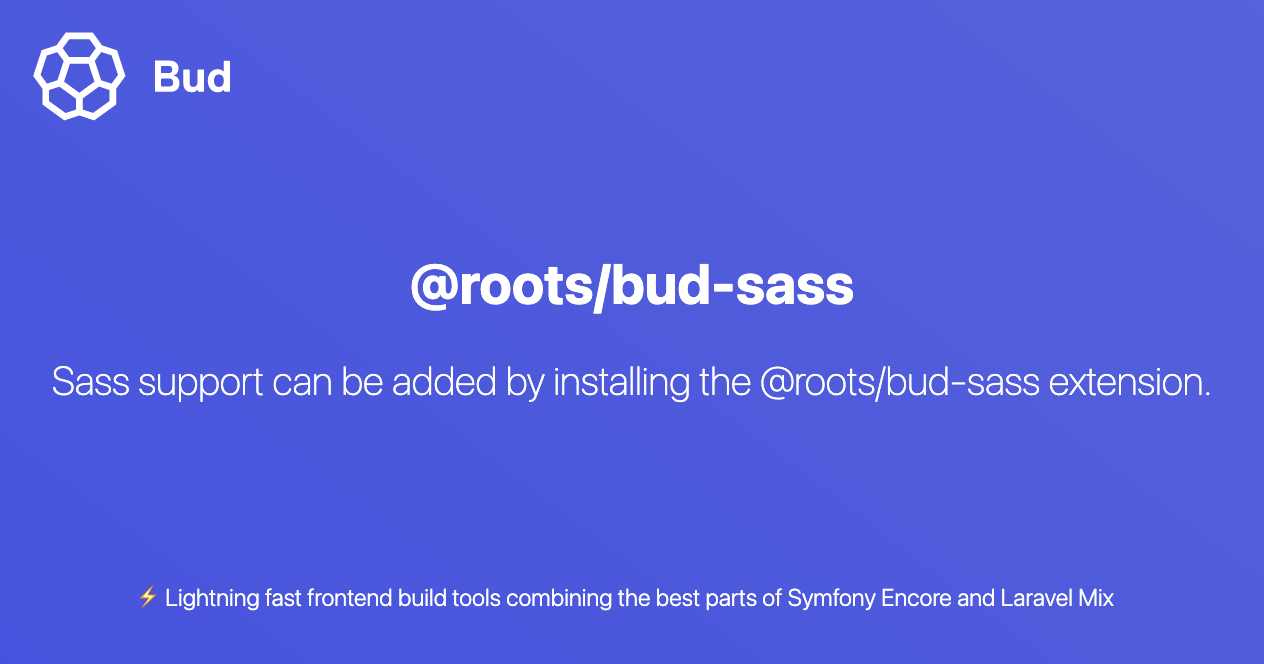 Bud
@roots/bud-sass
Sass support can be added by installing the @roots/bud-sass extension.
⚡ Lightning fast frontend build tools combining the best parts of Symfony Encore and Laravel Mix